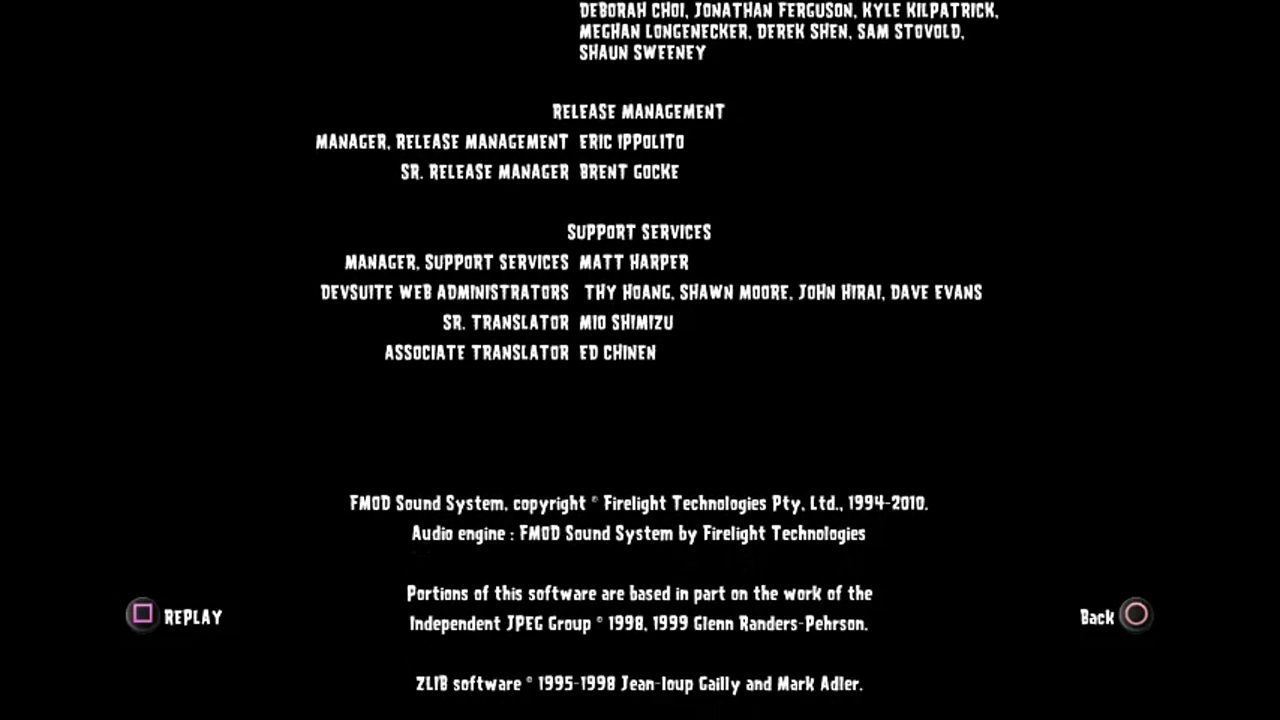 DEBORAH CHOI, JONATHAN FERGUSON, KYLE KILPATRICK,
MEGHAN LONGENECKER, DEREK SHEN, SAM STOVOLD,
SHAUN SWEENEY
RELEASE MANAGEMENT
MANAGER, RELEASE MANAGEMENT ERIC IPPOLITO
SR. RELEASE MANAGER BRENT GOCKE
SUPPORT SERVICES
MANAGER, SUPPORT SERVICES MATT HARPER
DEVSUITE WEB ADMINISTRATORS THY HOANG, SHAWN MOORE, JOHN HIRAI, DAVE EVANS
SR. TRANSLATOR MIO SHIMIZU
ASSOCIATE TRANSLATOR ED CHINEN
FMOD Sound System, copyright © Firelight Technologies Pty, Ltd., 1994-2010.
Audio engine : FMOD Sound System by Firelight Technologies
Portions of this software are based in part on the work of the
Independent JPEG Group © 1998, 1999 Glenn Randers-Pehrson.
REPLAY
Back
ZLIB software © 1995-1998 Jean-loup Gailly and Mark Adler.